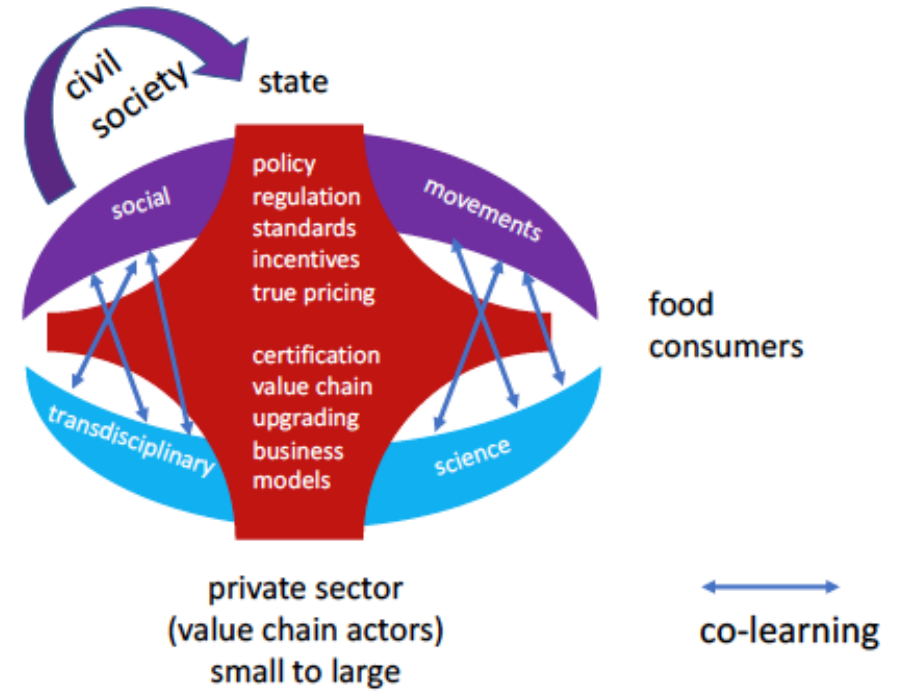 civil
society
state
social
movements
policy
regulation
standards
incentives
true pricing
certification
value chain
upgrading
business
models
food
consumers
transdisciplinary
science
private sector
(value chain actors)
small to large
co-learning